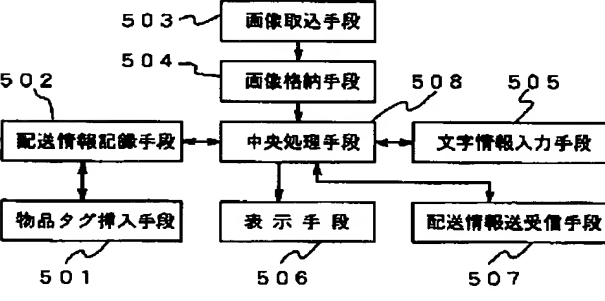 503
画像取込手段
504
画像格納手段
502
508
505
配送情報記録手段
中央処理手段
文字情報入力手段
物品タグ挿入手段
表示手段
配送情報送受信手段
501
506
507